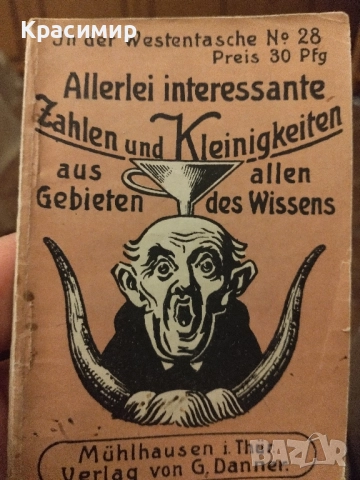 Красимир
In der Westentasche No 28
Preis 30 Pfg
Allerlei interessante
Zahlen und Kleinigkeiten
aus allen
Gebieten des Wissens
Mühlhausen i. Thür.
Verlag von G. Danner.
BAZAR